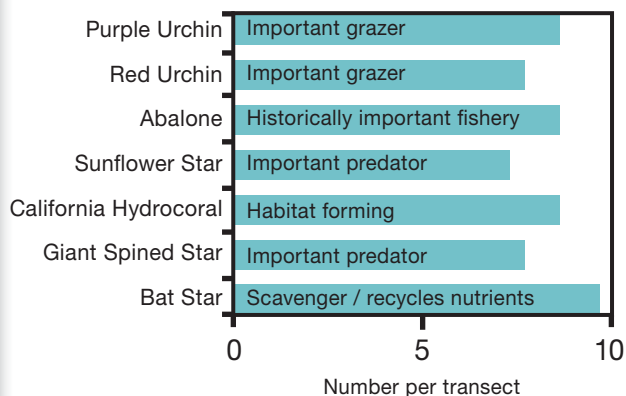 Purple Urchin Important grazer
Red Urchin Important grazer
Abalone Historically important fishery
Sunflower Star Important predator
California Hydrocoral Habitat forming
Giant Spined Star Important predator
Bat Star Scavenger / recycles nutrients
0 5 10
Number per transect